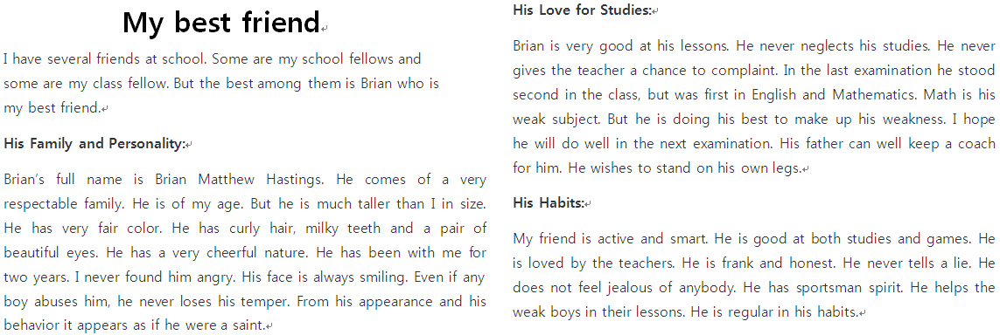 My best friend
I have several friends at school. Some are my school fellows and
some are my class fellow. But the best among them is Brian who is
my best friend.
His Family and Personality:
Brian's full name is Brian Matthew Hastings. He comes of a very
respectable family. He is of my age. But he is much taller than I in size.
He has very fair color. He has curly hair, milky teeth and a pair of
beautiful eyes. He has a very cheerful nature. He has been with me for
two years. I never found him angry. His face is always smiling. Even if any
boy abuses him, he never loses his temper. From his appearance and his
behavior it appears as if he were a saint.
His Love for Studies:
Brian is very good at his lessons. He never neglects his studies. He never
gives the teacher a chance to complaint. In the last examination he stood
second in the class, but was first in English and Mathematics. Math is his
weak subject. But he is doing his best to make up his weakness. I hope
he will do well in the next examination. His father can well keep a coach
for him. He wishes to stand on his own legs.
His Habits:
My friend is active and smart. He is good at both studies and games. He
is loved by the teachers. He is frank and honest. He never tells a lie. He
does not feel jealous of anybody. He has sportsman spirit. He helps the
weak boys in their lessons. He is regular in his habits.